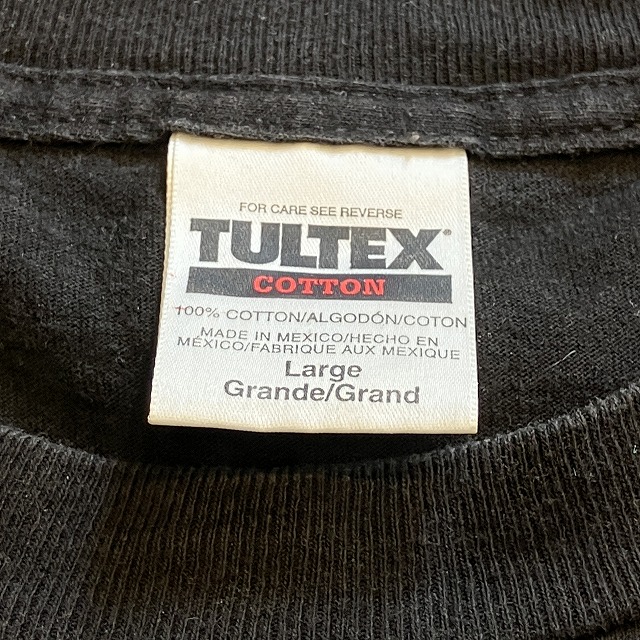 FOR CARE SEE REVERSE
TULTEX®
COTTON
100% COTTON/ALGODÓN/COTON
MADE IN MEXICO/HECHO EN
MÉXICO/FABRIQUE AUX MEXIQUE
Large
Grande/Grand